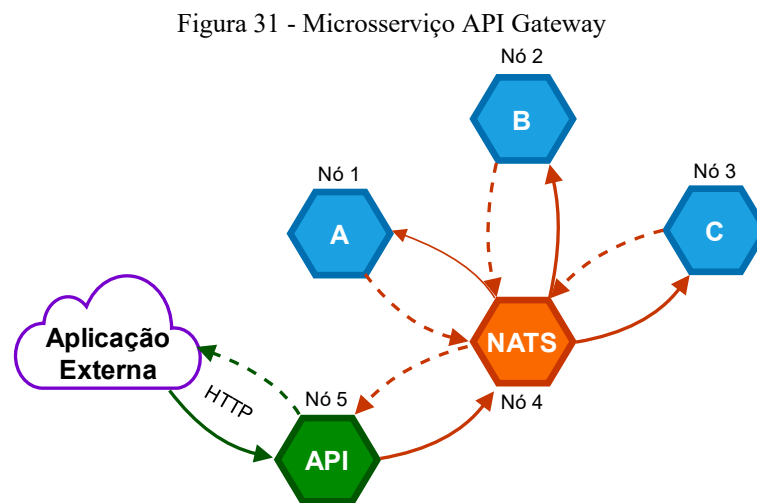 Figura 31 - Microsserviço API Gateway
Nó 2
B
Nó 1
A
Nó 3
C
NATS
Nó 4
Aplicação
Externa
HTTP
Nó 5
API